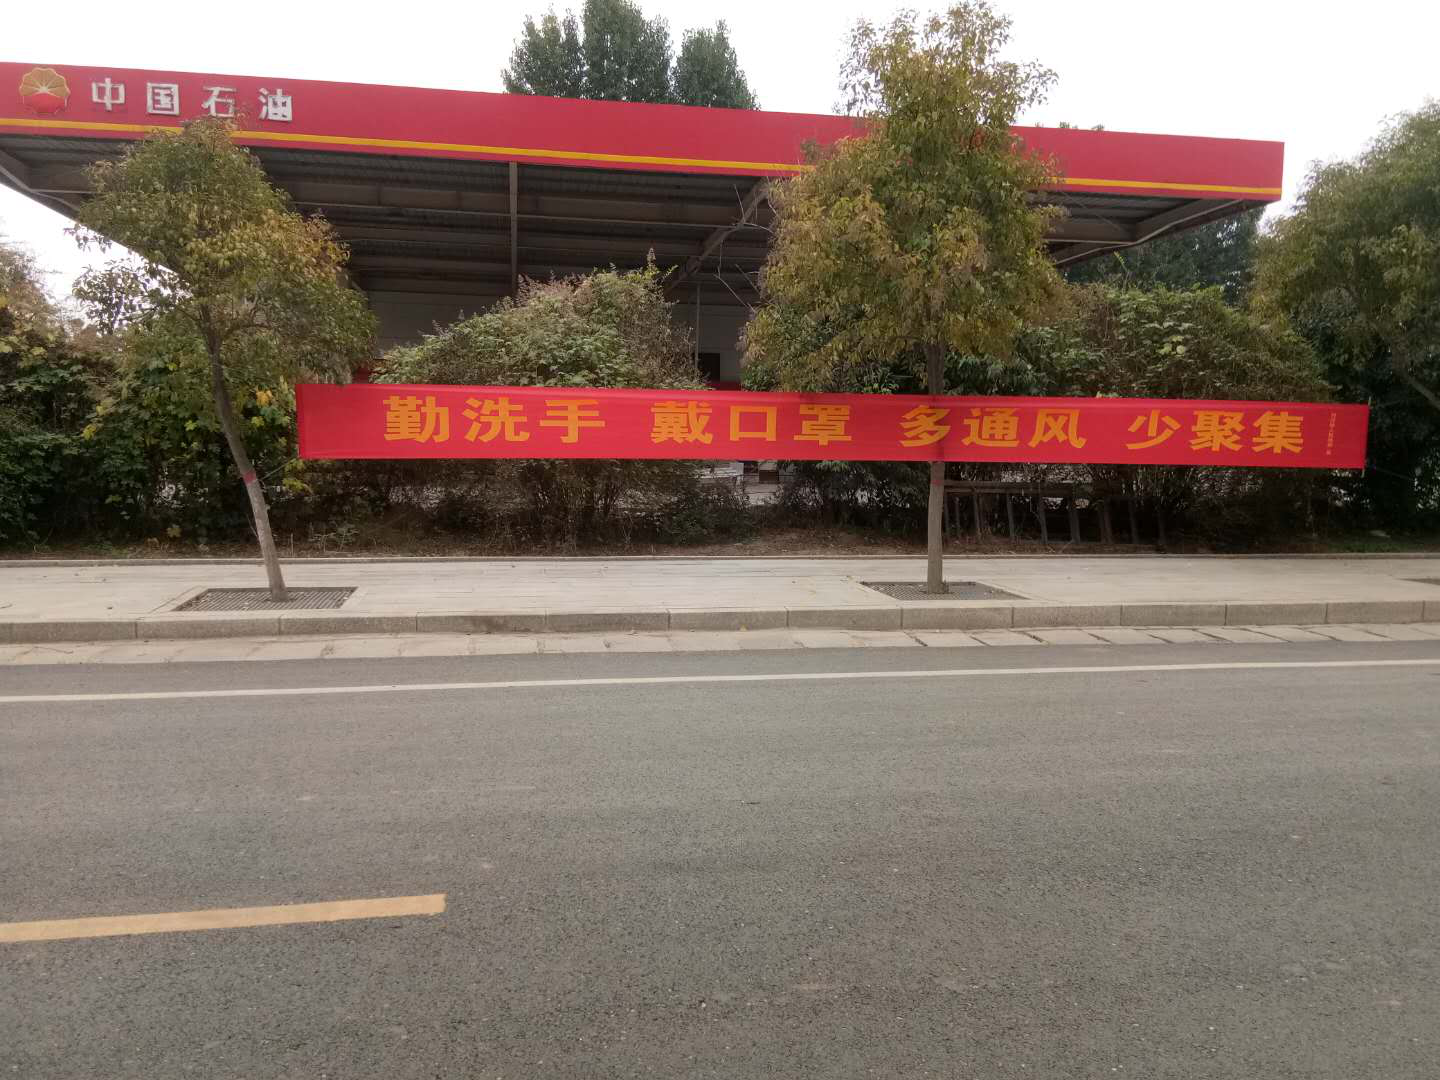 中国石油
勤洗手 戴口罩 多通风 少聚集